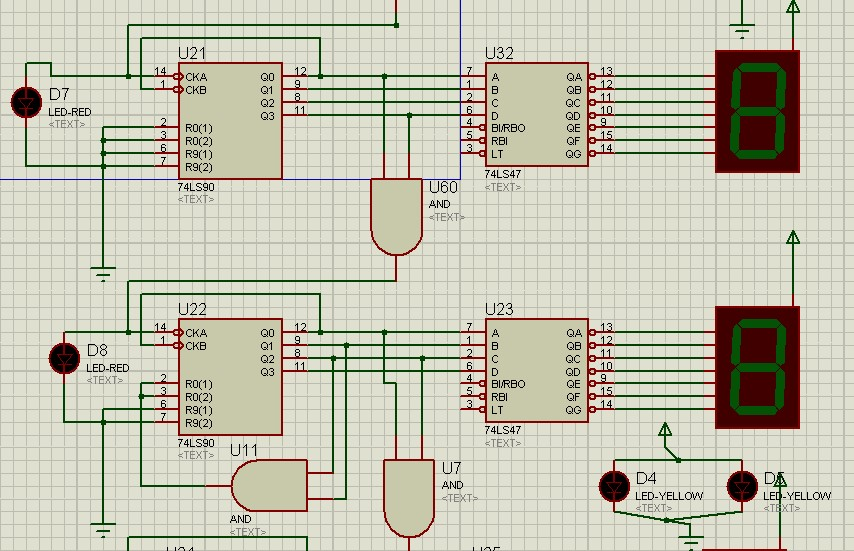 U21
14 CKA Q0 12
1 CKB Q1 9
Q2 8
Q3 11
2 R0(1)
3 R0(2)
6 R9(1)
7 R9(2)
74LS90
<TEXT>
D7
LED-RED
<TEXT>
U32
7 A QA 13
1 B QB 12
2 C QC 11
6 D QD 10
4 BI/RBO QE 9
5 RBI QF 15
3 LT QG 14
74LS47
<TEXT>
U60
AND
<TEXT>
U22
14 CKA Q0 12
1 CKB Q1 9
Q2 8
Q3 11
2 R0(1)
3 R0(2)
6 R9(1)
7 R9(2)
74LS90
<TEXT>
D8
LED-RED
<TEXT>
U23
7 A QA 13
1 B QB 12
2 C QC 11
6 D QD 10
4 BI/RBO QE 9
5 RBI QF 15
3 LT QG 14
74LS47
<TEXT>
U11
AND
<TEXT>
U7
AND
<TEXT>
D4
LED-YELLOW
<TEXT>
LED-YELLOW
<TEXT>